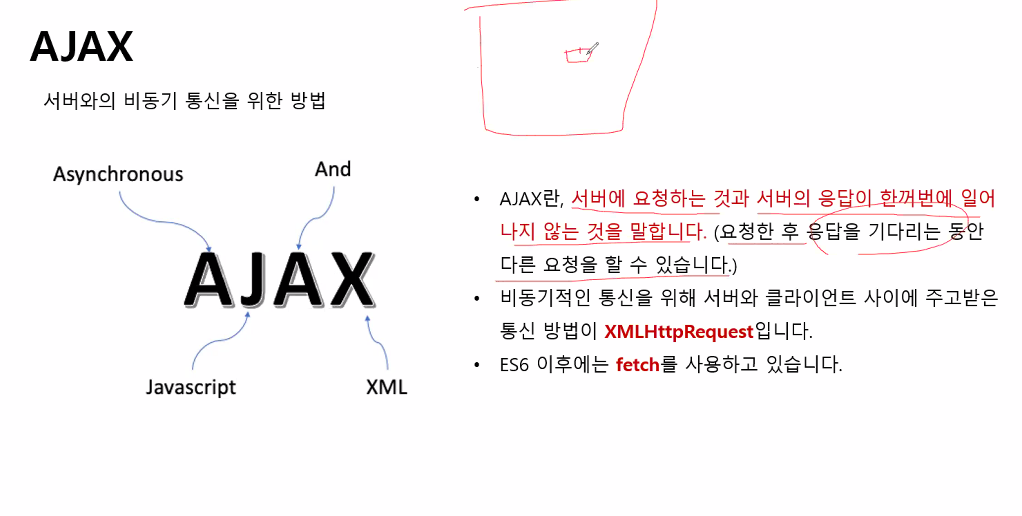 AJAX
서버와의 비동기 통신을 위한 방법
Asynchronous
And
AJAX
Javascript
XML
• AJAX란, 서버에 요청하는 것과 서버의 응답이 한꺼번에 일어
나지 않는 것을 말합니다. (요청한 후 응답을 기다리는 동안
다른 요청을 할 수 있습니다.)
• 비동기적인 통신을 위해 서버와 클라이언트 사이에 주고받은
통신 방법이 XMLHttpRequest입니다.
• ES6 이후에는 fetch를 사용하고 있습니다.